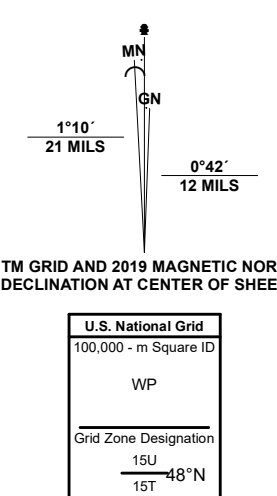 MN
GN
1°10´
21 MILS
0°42´
12 MILS
TM GRID AND 2019 MAGNETIC NOR
DECLINATION AT CENTER OF SHEE
U.S. National Grid
100,000 - m Square ID
WP
Grid Zone Designation
15U
48°N
15T